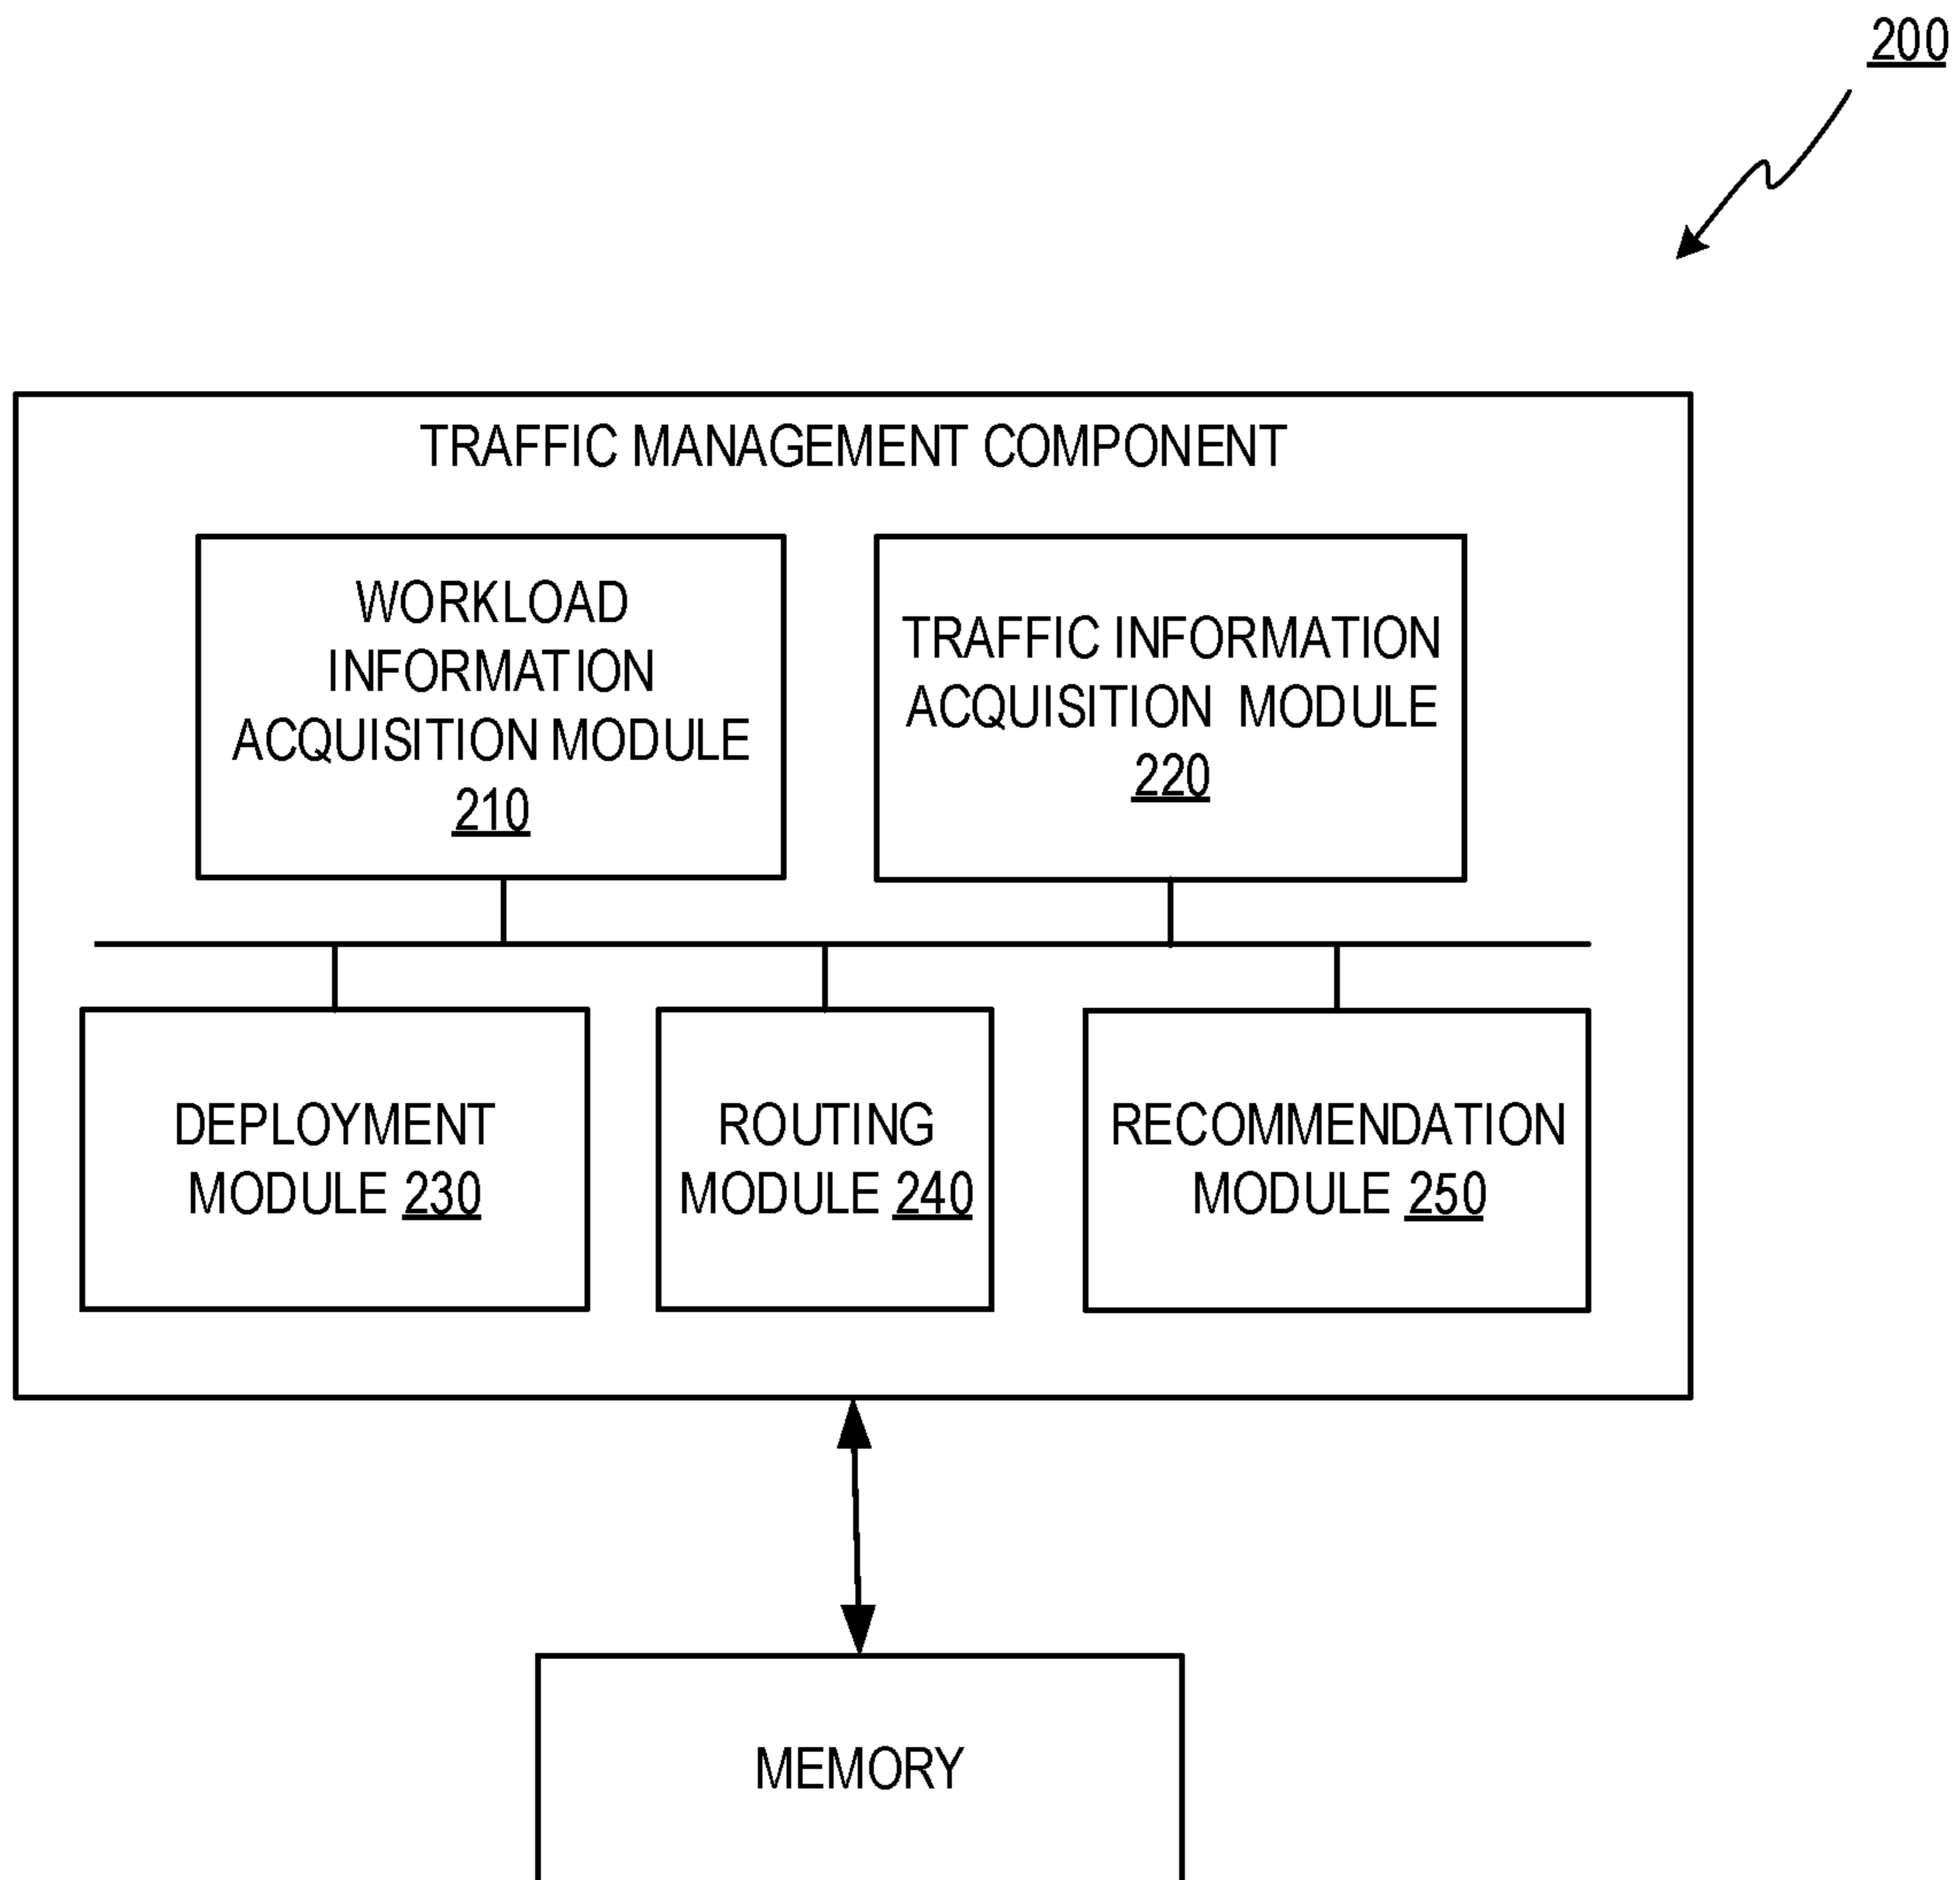 200
TRAFFIC MANAGEMENT COMPONENT
WORKLOAD
INFORMATION
ACQUISITION MODULE
210
TRAFFIC INFORMATION
ACQUISITION MODULE
220
DEPLOYMENT
MODULE 230
ROUTING
MODULE 240
RECOMMENDATION
MODULE 250
MEMORY